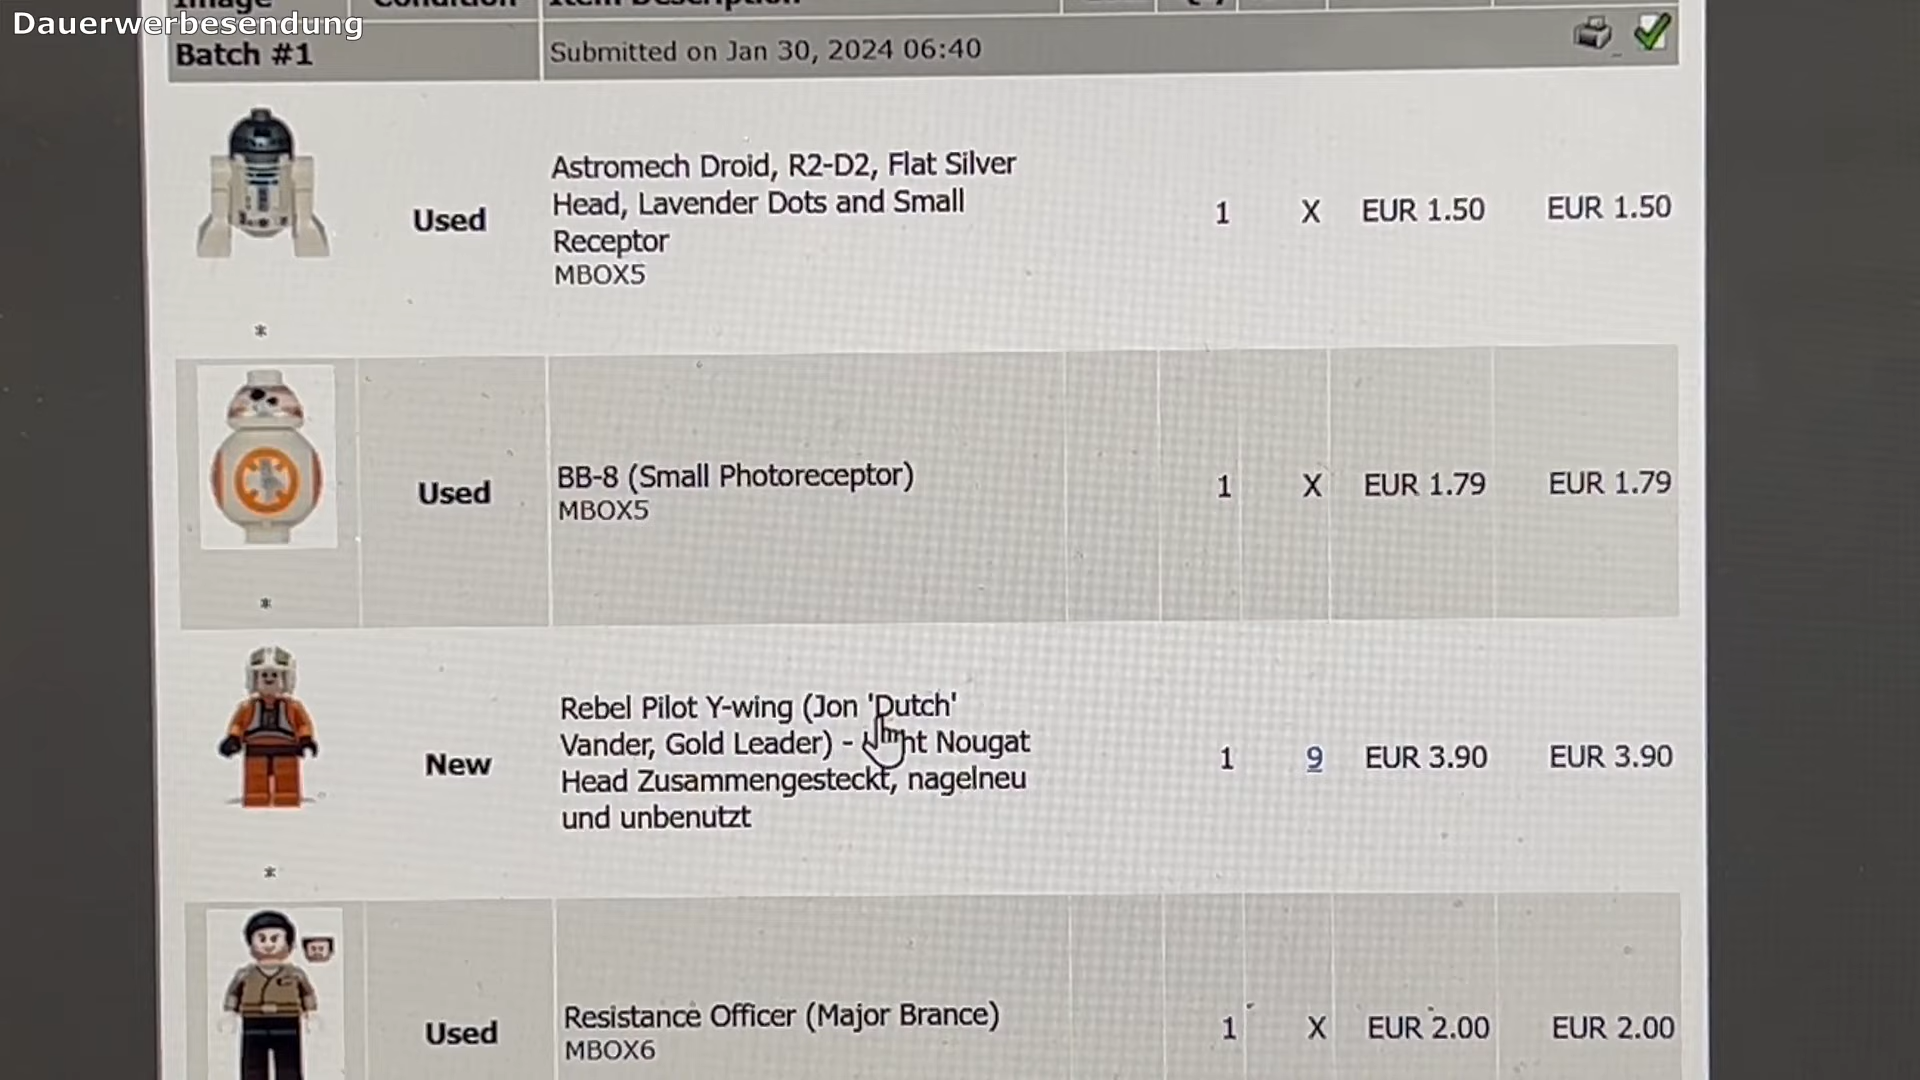 Dauerwerbesendung
Image Condition Item Description
Batch #1 Submitted on Jan 30, 2024 06:40
Astromech Droid, R2-D2, Flat Silver
Head, Lavender Dots and Small
Receptor
MBOX5
Used 1 X EUR 1.50 EUR 1.50
*
BB-8 (Small Photoreceptor)
MBOX5
Used 1 X EUR 1.79 EUR 1.79
*
Rebel Pilot Y-wing (Jon 'Dutch'
Vander, Gold Leader) - Nougat
Head Zusammengesteckt, nagelneu
und unbenutzt
New 1 9 EUR 3.90 EUR 3.90
*
Resistance Officer (Major Brance)
MBOX6
Used 1 X EUR 2.00 EUR 2.00